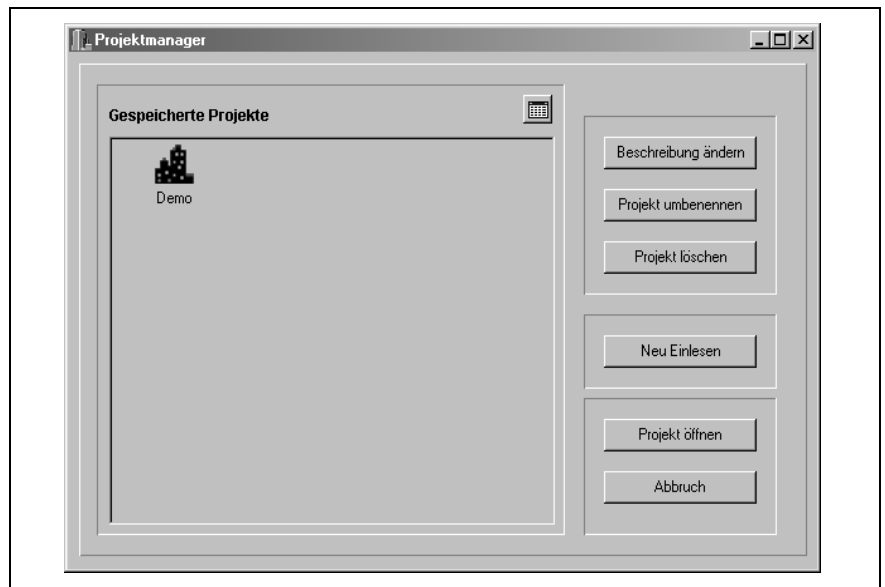 Projektmanager
Gespeicherte Projekte
Demo
Beschreibung ändern
Projekt umbenennen
Projekt löschen
Neu Einlesen
Projekt öffnen
Abbruch